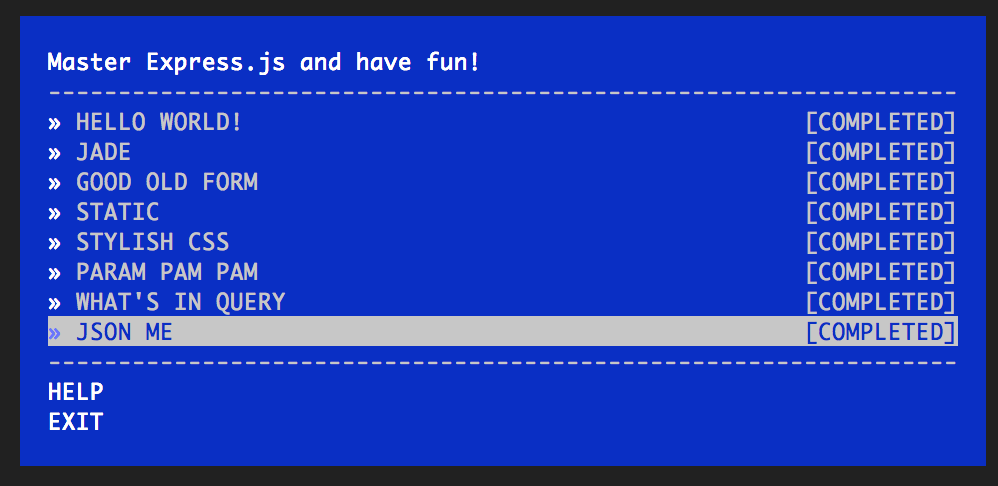 Master Express.js and have fun!
-----------------------------------------------------------------
» HELLO WORLD! [COMPLETED]
» JADE [COMPLETED]
» GOOD OLD FORM [COMPLETED]
» STATIC [COMPLETED]
» STYLISH CSS [COMPLETED]
» PARAM PAM PAM [COMPLETED]
» WHAT'S IN QUERY [COMPLETED]
» JSON ME [COMPLETED]
-----------------------------------------------------------------
HELP
EXIT